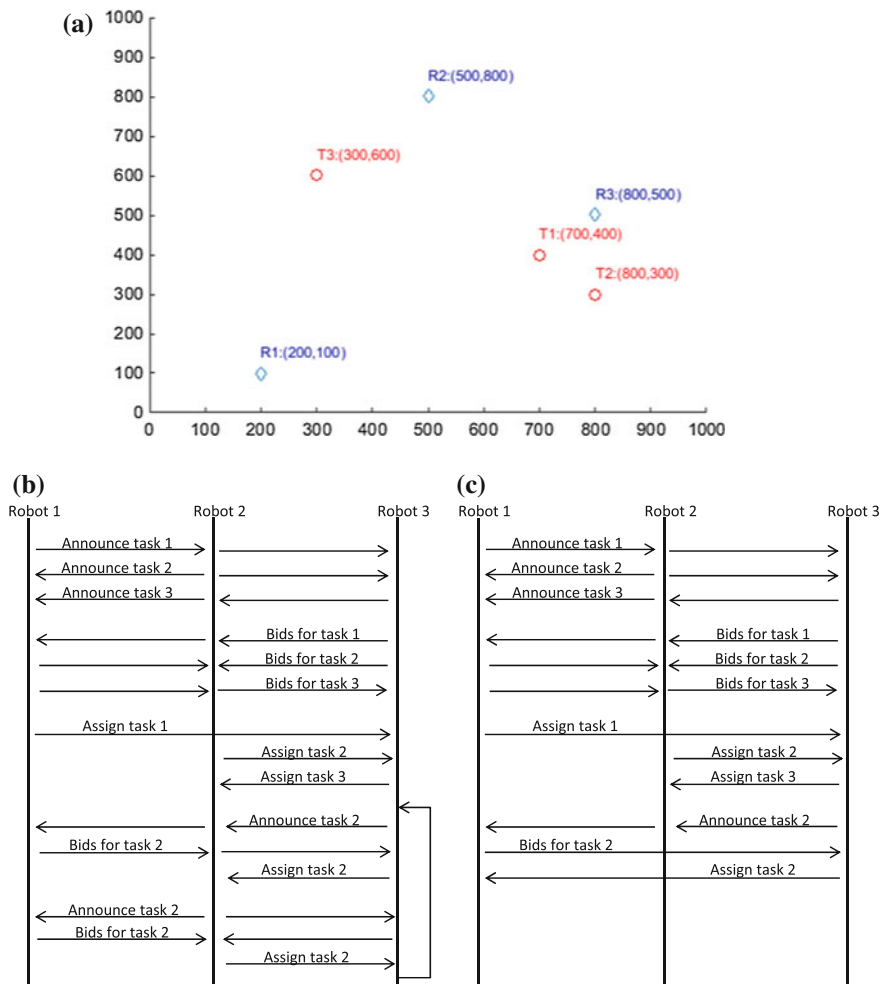 (a)
1000
900
800
700
600
500
400
300
200
100
0
R2:(500,800)
T3:(300,600)
R3:(800,500)
T1:(700,400)
T2:(800,300)
R1:(200,100)
0 100 200 300 400 500 600 700 800 900 1000
(b)
Robot 1 Robot 2 Robot 3
Announce task 1
Announce task 2
Announce task 3
Bids for task 1
Bids for task 2
Bids for task 3
Assign task 1
Assign task 2
Assign task 3
Announce task 2
Bids for task 2
Assign task 2
Announce task 2
Bids for task 2
Assign task 2
(c)
Robot 1 Robot 2 Robot 3
Announce task 1
Announce task 2
Announce task 3
Bids for task 1
Bids for task 2
Bids for task 3
Assign task 1
Assign task 2
Assign task 3
Announce task 2
Bids for task 2
Assign task 2